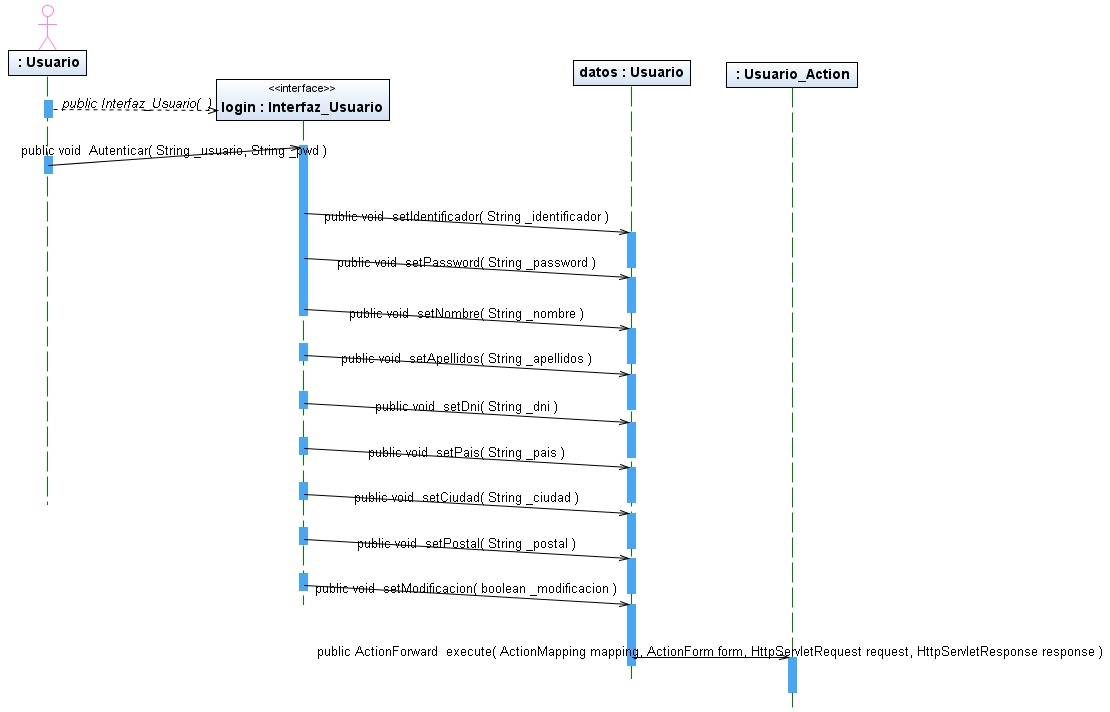 : Usuario
datos : Usuario
: Usuario_Action
<<interface>>
login : Interfaz_Usuario
public Interfaz_Usuario( )
public void Autenticar( String _usuario, String _pwd )
public void setIdentificador( String _identificador )
public void setPassword( String _password )
public void setNombre( String _nombre )
public void setApellidos( String _apellidos )
public void setDni( String _dni )
public void setPais( String _pais )
public void setCiudad( String _ciudad )
public void setPostal( String _postal )
public void setModificacion( boolean _modificacion )
public ActionForward execute( ActionMapping mapping, ActionForm form, HttpServletRequest request, HttpServletResponse response )